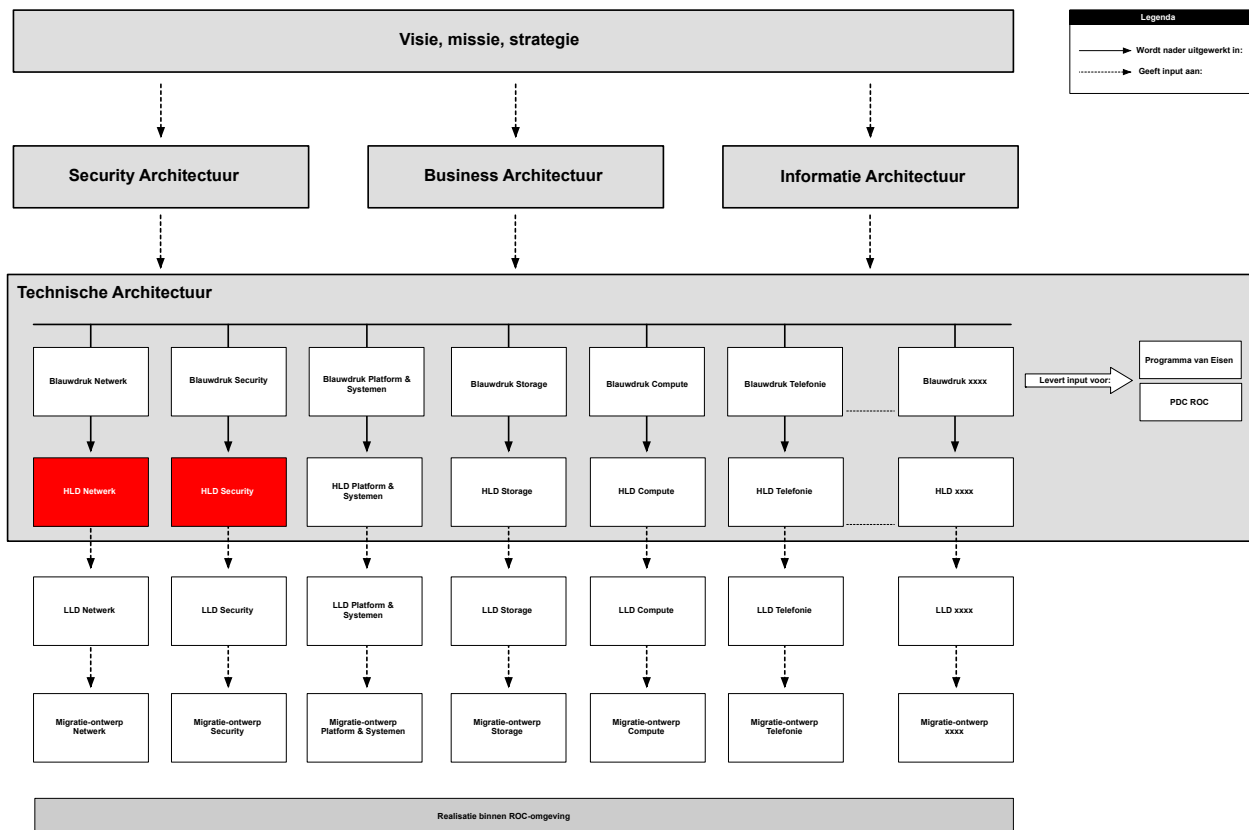 Visie, missie, strategie
Legenda
Wordt nader uitgewerkt in:
Geeft input aan:
Security Architectuur
Business Architectuur
Informatie Architectuur
Technische Architectuur
Blauwdruk Netwerk
Blauwdruk Security
Blauwdruk Platform &
Systemen
Blauwdruk Storage
Blauwdruk Compute
Blauwdruk Telefonie
Blauwdruk xxxx
Levert input voor:
Programma van Eisen
PDC ROC
HLD Netwerk
HLD Security
HLD Platform &
Systemen
HLD Storage
HLD Compute
HLD Telefonie
HLD xxxx
LLD Netwerk
LLD Security
LLD Platform &
Systemen
LLD Storage
LLD Compute
LLD Telefonie
LLD xxxx
Migratie-ontwerp
Netwerk
Migratie-ontwerp
Security
Migratie-ontwerp
Platform & Systemen
Migratie-ontwerp
Storage
Migratie-ontwerp
Compute
Migratie-ontwerp
Telefonie
Migratie-ontwerp
xxxx
Realisatie binnen ROC-omgeving